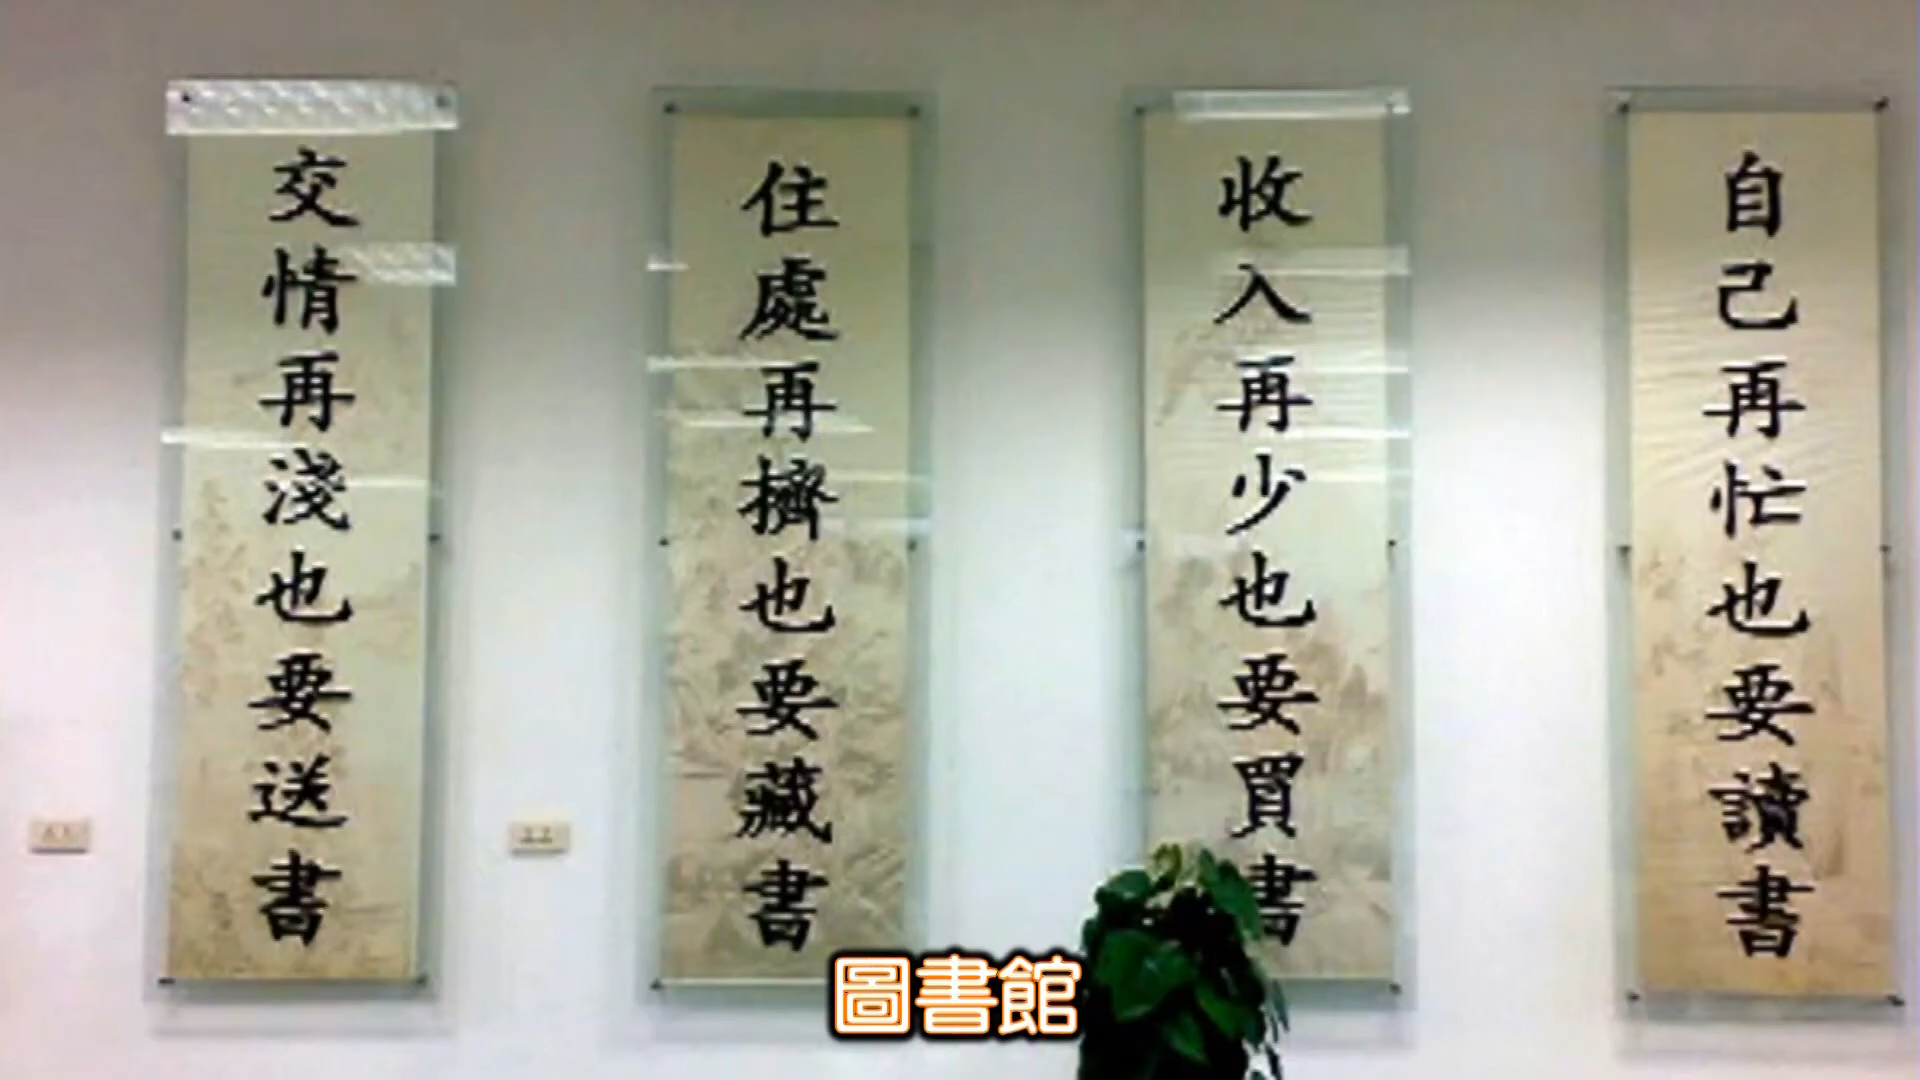 自己再忙也要讀書
收入再少也要買書
住處再擠也要藏書
交情再淺也要送書
圖書館